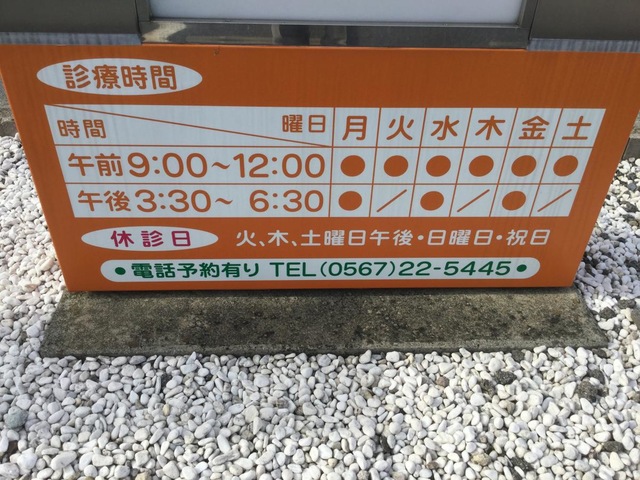 診療時間
時間 曜日 月 火 水 木 金 土
午前 9:00～12:00 ● ● ● ● ● ●
午後 3:30～ 6:30 ● ／ ● ／ ● ／
休診日 火、木、土曜日午後・日曜日・祝日
●電話予約有り TEL(0567)22-5445●